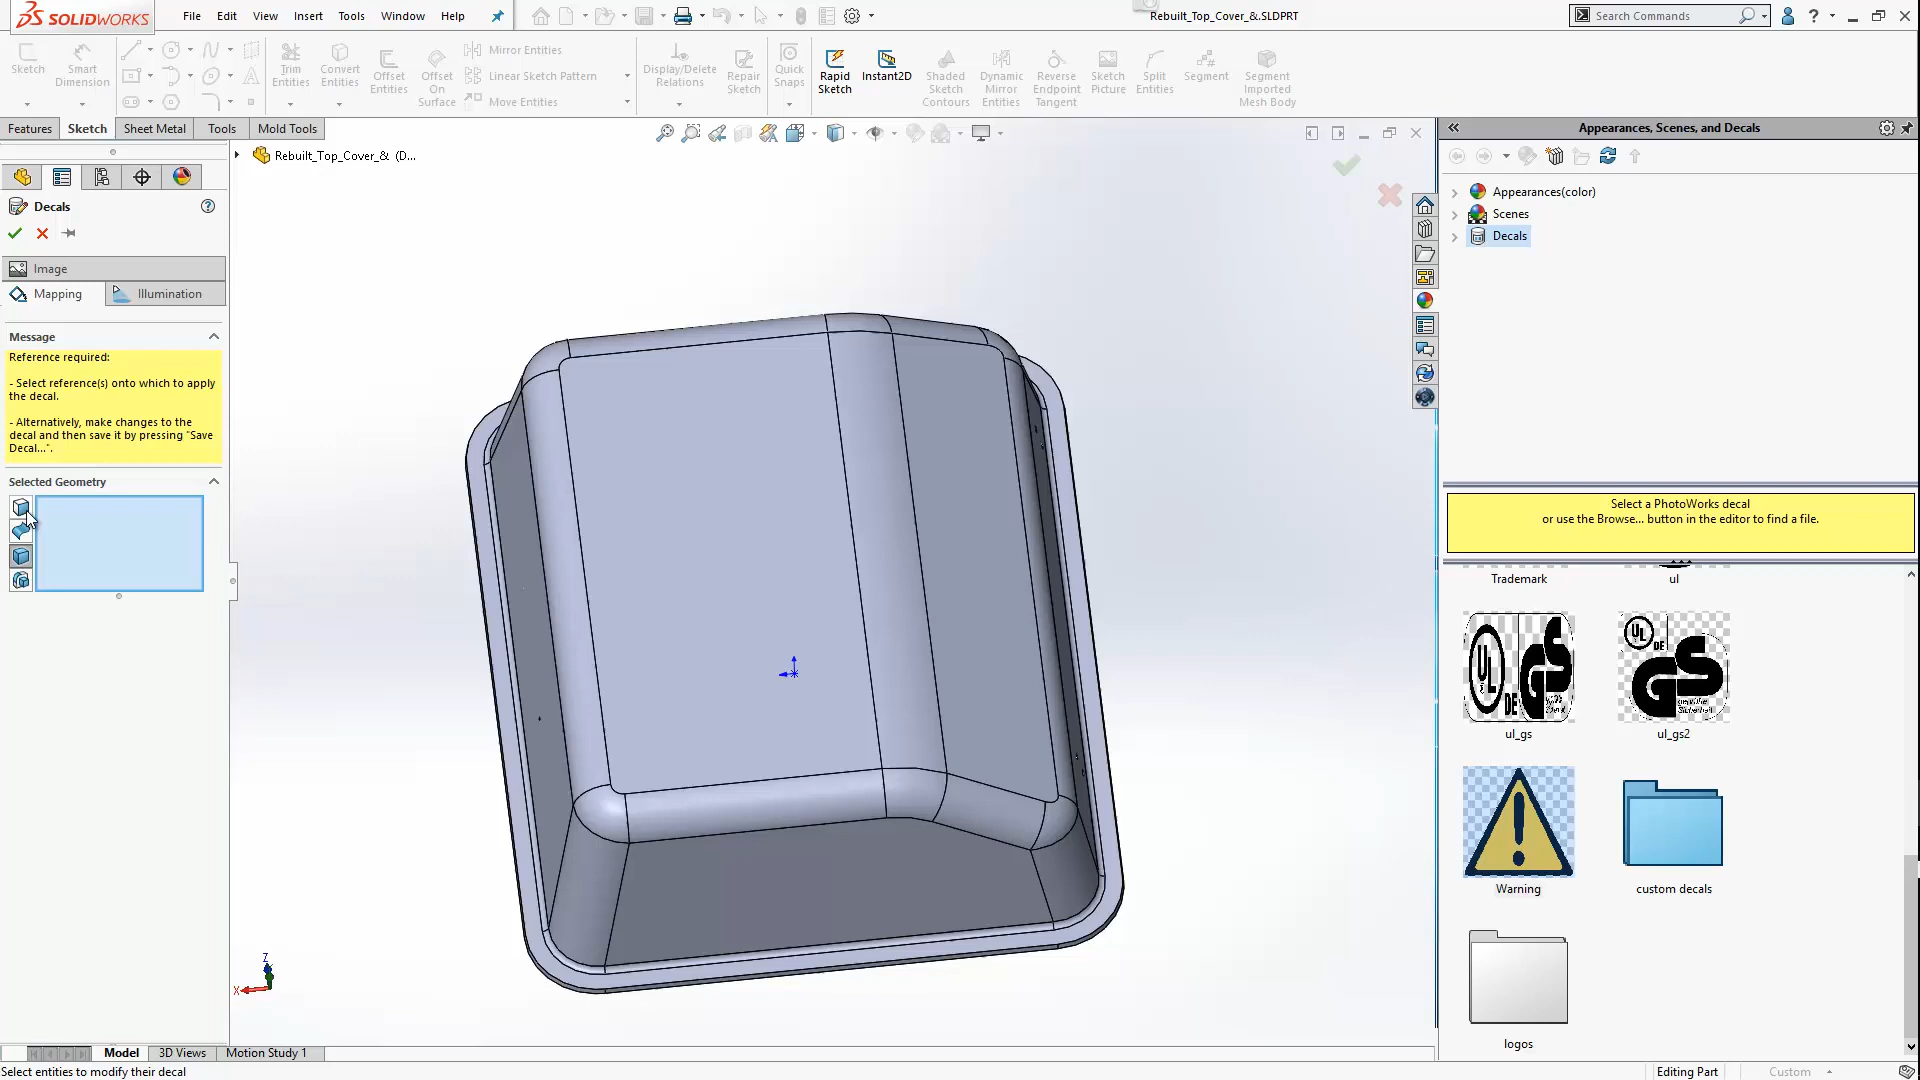 SOLIDWORKS
File Edit View Insert Tools Window Help
Rebuilt_Top_Cover_&.SLDPRT
Search Commands
?
Sketch
Smart Dimension
Trim Entities
Convert Entities
Offset Entities
Offset On Surface
Mirror Entities
Linear Sketch Pattern
Move Entities
Display/Delete Relations
Repair Sketch
Quick Snaps
Rapid Sketch
Instant2D
Shaded Sketch Contours
Dynamic Mirror Entities
Reverse Endpoint Tangent
Sketch Picture
Split Entities
Segment
Segment Imported Mesh Body
Features Sketch Sheet Metal Tools Mold Tools
Rebuilt_Top_Cover_& (D...
Decals
?
Image
Mapping Illumination
Message
Reference required:
- Select reference(s) onto which to apply
the decal.
- Alternatively, make changes to the
decal and then save it by pressing "Save
Decal...".
Selected Geometry
Z
X
Appearances, Scenes, and Decals
Appearances(color)
Scenes
Decals
Select a PhotoWorks decal
or use the Browse... button in the editor to find a file.
Trademark ul
UL DE GS
UL DE GS
ul_gs ul_gs2
Warning custom decals
logos
Model 3D Views Motion Study 1
Select entities to modify their decal
Editing Part Custom